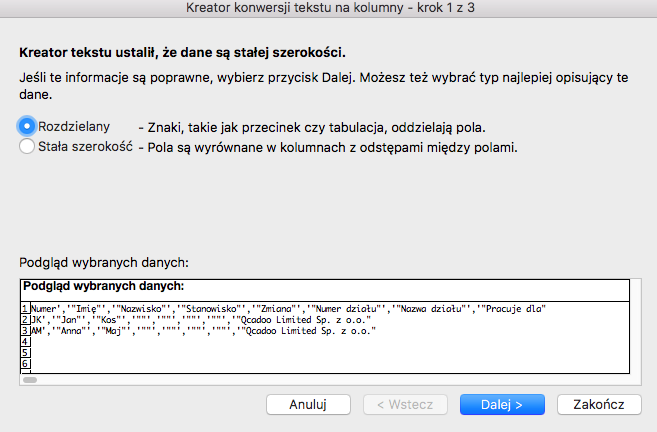 Kreator konwersji tekstu na kolumny - krok 1 z 3
Kreator tekstu ustalił, że dane są stałej szerokości.
Jeśli te informacje są poprawne, wybierz przycisk Dalej. Możesz też wybrać typ najlepiej opisujący te
dane.
Rozdzielany - Znaki, takie jak przecinek czy tabulacja, oddzielają pola.
Stała szerokość - Pola są wyrównane w kolumnach z odstępami między polami.
Podgląd wybranych danych:
Podgląd wybranych danych:
1 Numer','"Imię"','"Nazwisko"','"Stanowisko"','"Zmiana"','"Numer działu"','"Nazwa działu"','"Pracuje dla"
2 JK','"Jan"','"Kos"','""','""','""','""','"Qcadoo Limited Sp. z o.o."
3 AM','"Anna"','"Maj"','""','""','""','""','"Qcadoo Limited Sp. z o.o."
4
5
6
Anuluj < Wstecz Dalej > Zakończ